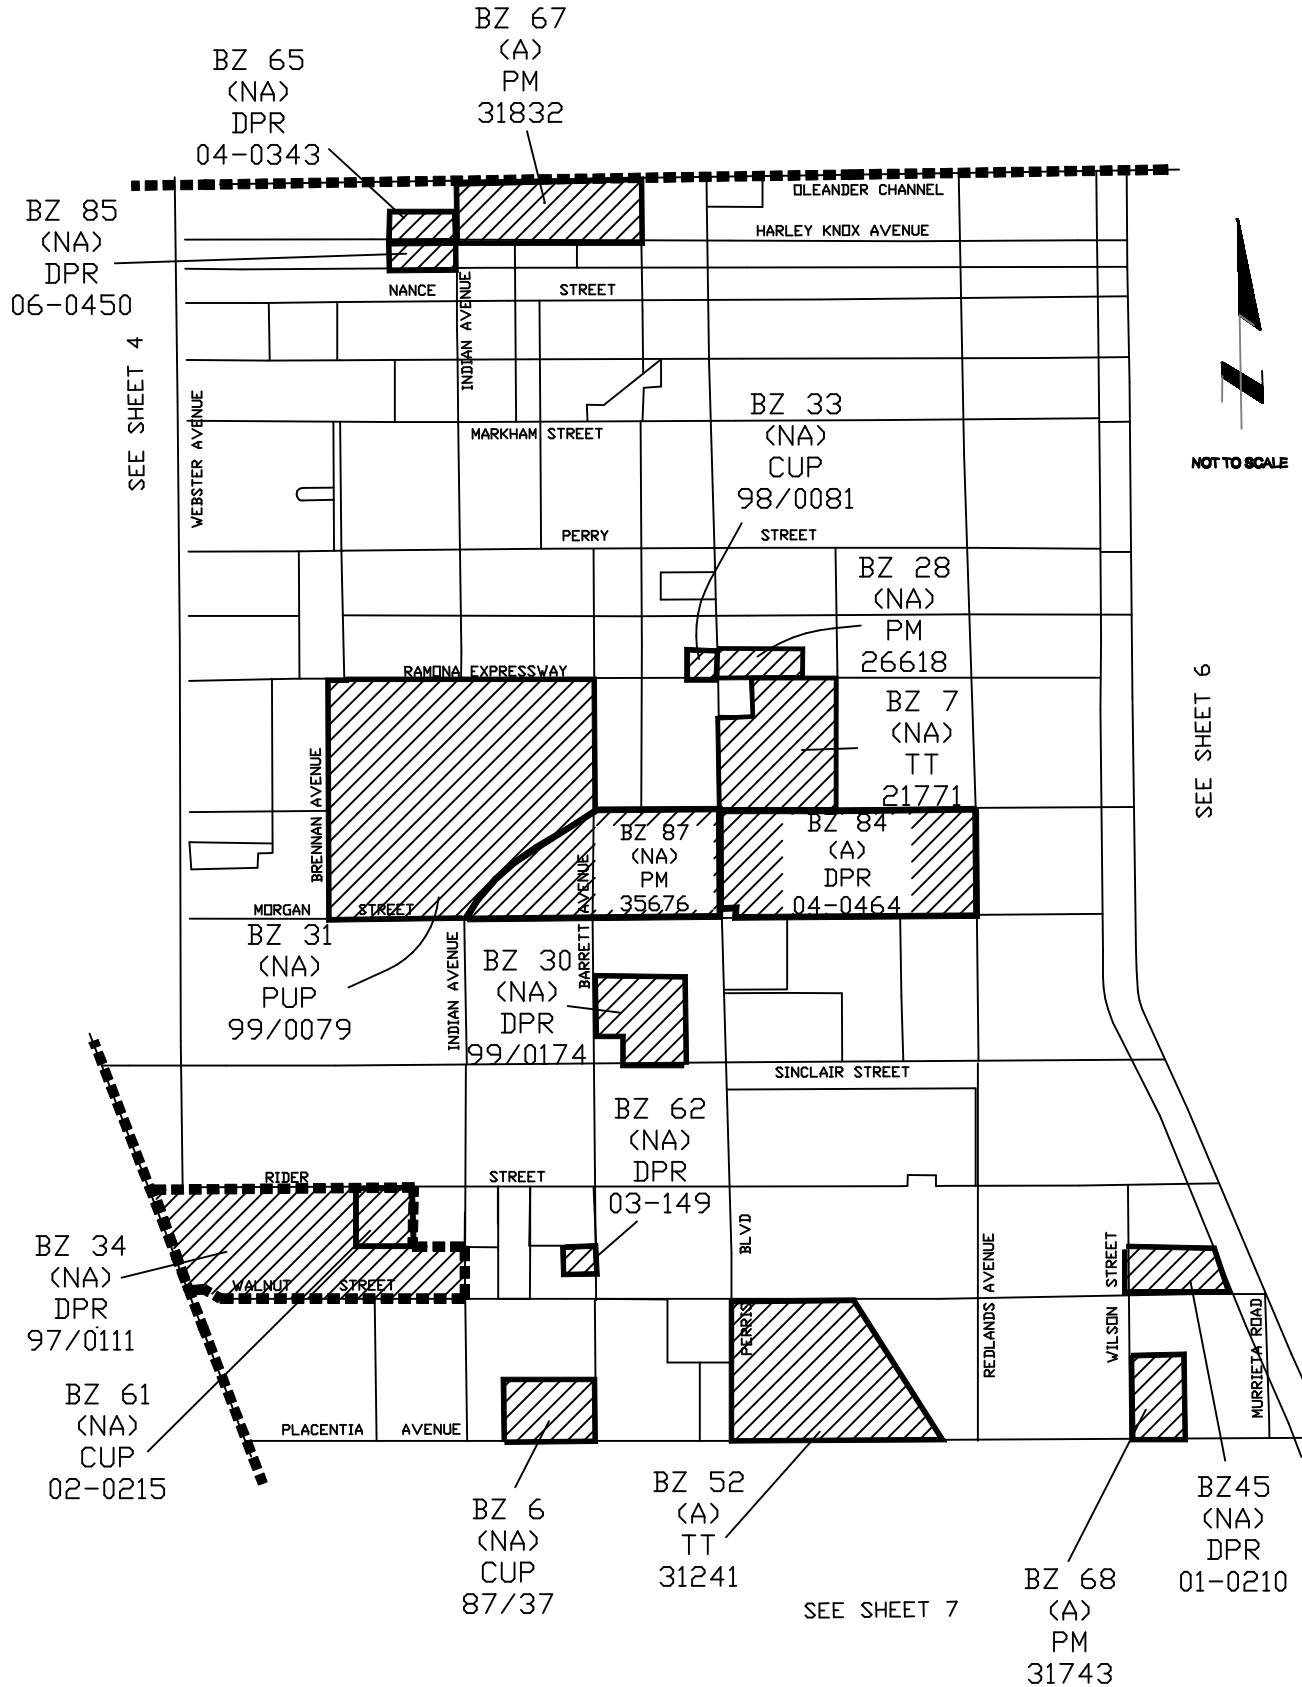 BZ 67
(A)
PM
31832
BZ 65
(NA)
DPR
04-0343
BZ 85
(NA)
DPR
06-0450
OLEANDER CHANNEL
HARLEY KNOX AVENUE
NANCE STREET
INDIAN AVENUE
SEE SHEET 4
WEBSTER AVENUE
MARKHAM STREET
BZ 33
(NA)
CUP
98/0081
NOT TO SCALE
PERRY STREET
BZ 28
(NA)
PM
26618
RAMONA EXPRESSWAY
BZ 7
(NA)
TT
21771
SEE SHEET 6
BRENNAN AVENUE
BZ 87
(NA)
PM
35676
BZ 84
(A)
DPR
04-0464
BARRETT AVENUE
MORGAN STREET
BZ 31
(NA)
PUP
99/0079
INDIAN AVENUE
BZ 30
(NA)
DPR
99/0174
SINCLAIR STREET
BZ 62
(NA)
DPR
03-149
RIDER STREET
PERRIS BLVD
REDLANDS AVENUE
WILSON STREET
MURRIETA ROAD
BZ 34
(NA)
DPR
97/0111
WALNUT STREET
BZ 61
(NA)
CUP
02-0215
PLACENTIA AVENUE
BZ 6
(NA)
CUP
87/37
BZ 52
(A)
TT
31241
BZ45
(NA)
DPR
01-0210
BZ 68
(A)
PM
31743
SEE SHEET 7